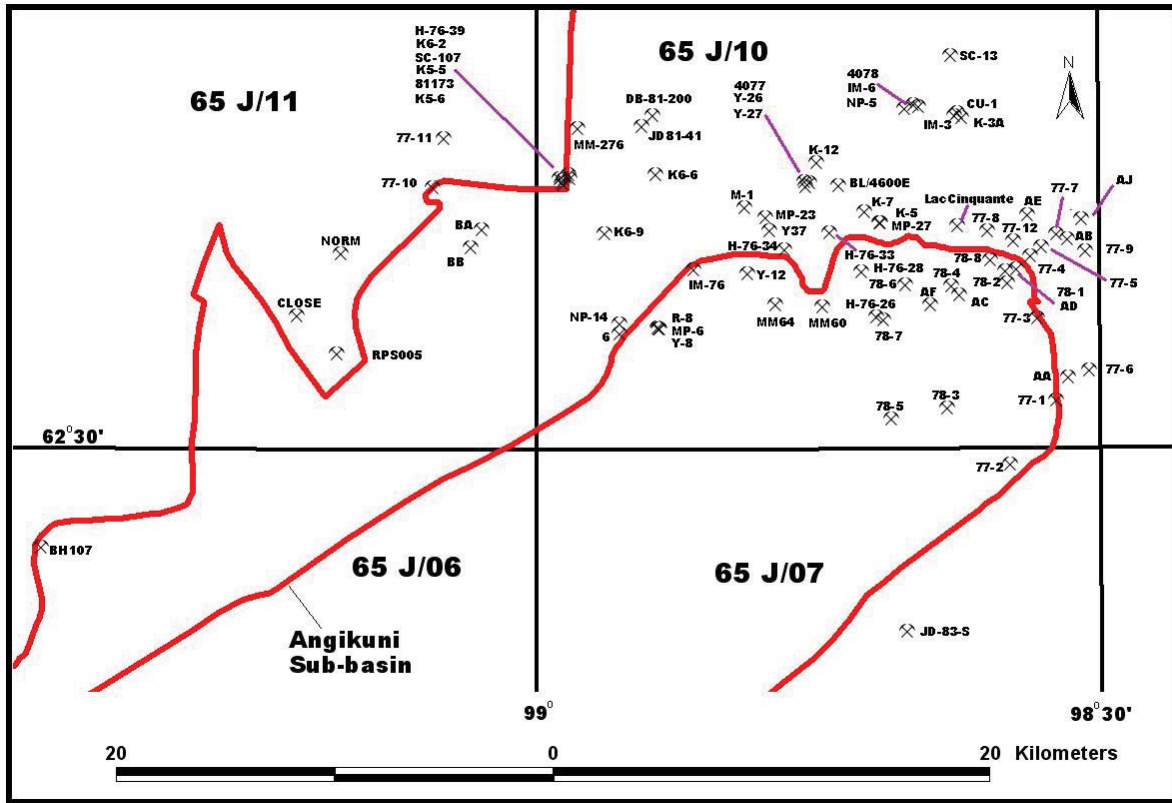 H-76-39
K6-2
SC-107
K5-5
81173
K5-6
65 J/11
65 J/10
SC-13
N
4078
IM-6
NP-5
CU-1
IM-3
K-3A
4077
Y-26
Y-27
DB-81-200
JD81-41
MM-276
77-11
K-12
77-10
K6-6
BL/4600E
AJ
77-7
Lac Cinquante
AE
M-1
K-7
MP-23
K-5
77-8
77-12
AB
BA
K6-9
Y37
MP-27
BB
NORM
H-76-34
H-76-33
78-8
77-9
IM-76
Y-12
H-76-28
78-4
78-2
77-4
77-5
78-6
78-1
CLOSE
AF
AC
AD
NP-14
R-8
MM64
MM60
H-76-26
77-3
6
MP-6
Y-8
78-7
RPS005
AA
77-6
78-3
77-1
78-5
62°30'
77-2
BH107
65 J/06
65 J/07
Angikuni
Sub-basin
JD-83-S
99°
98°30'
20
0
20 Kilometers